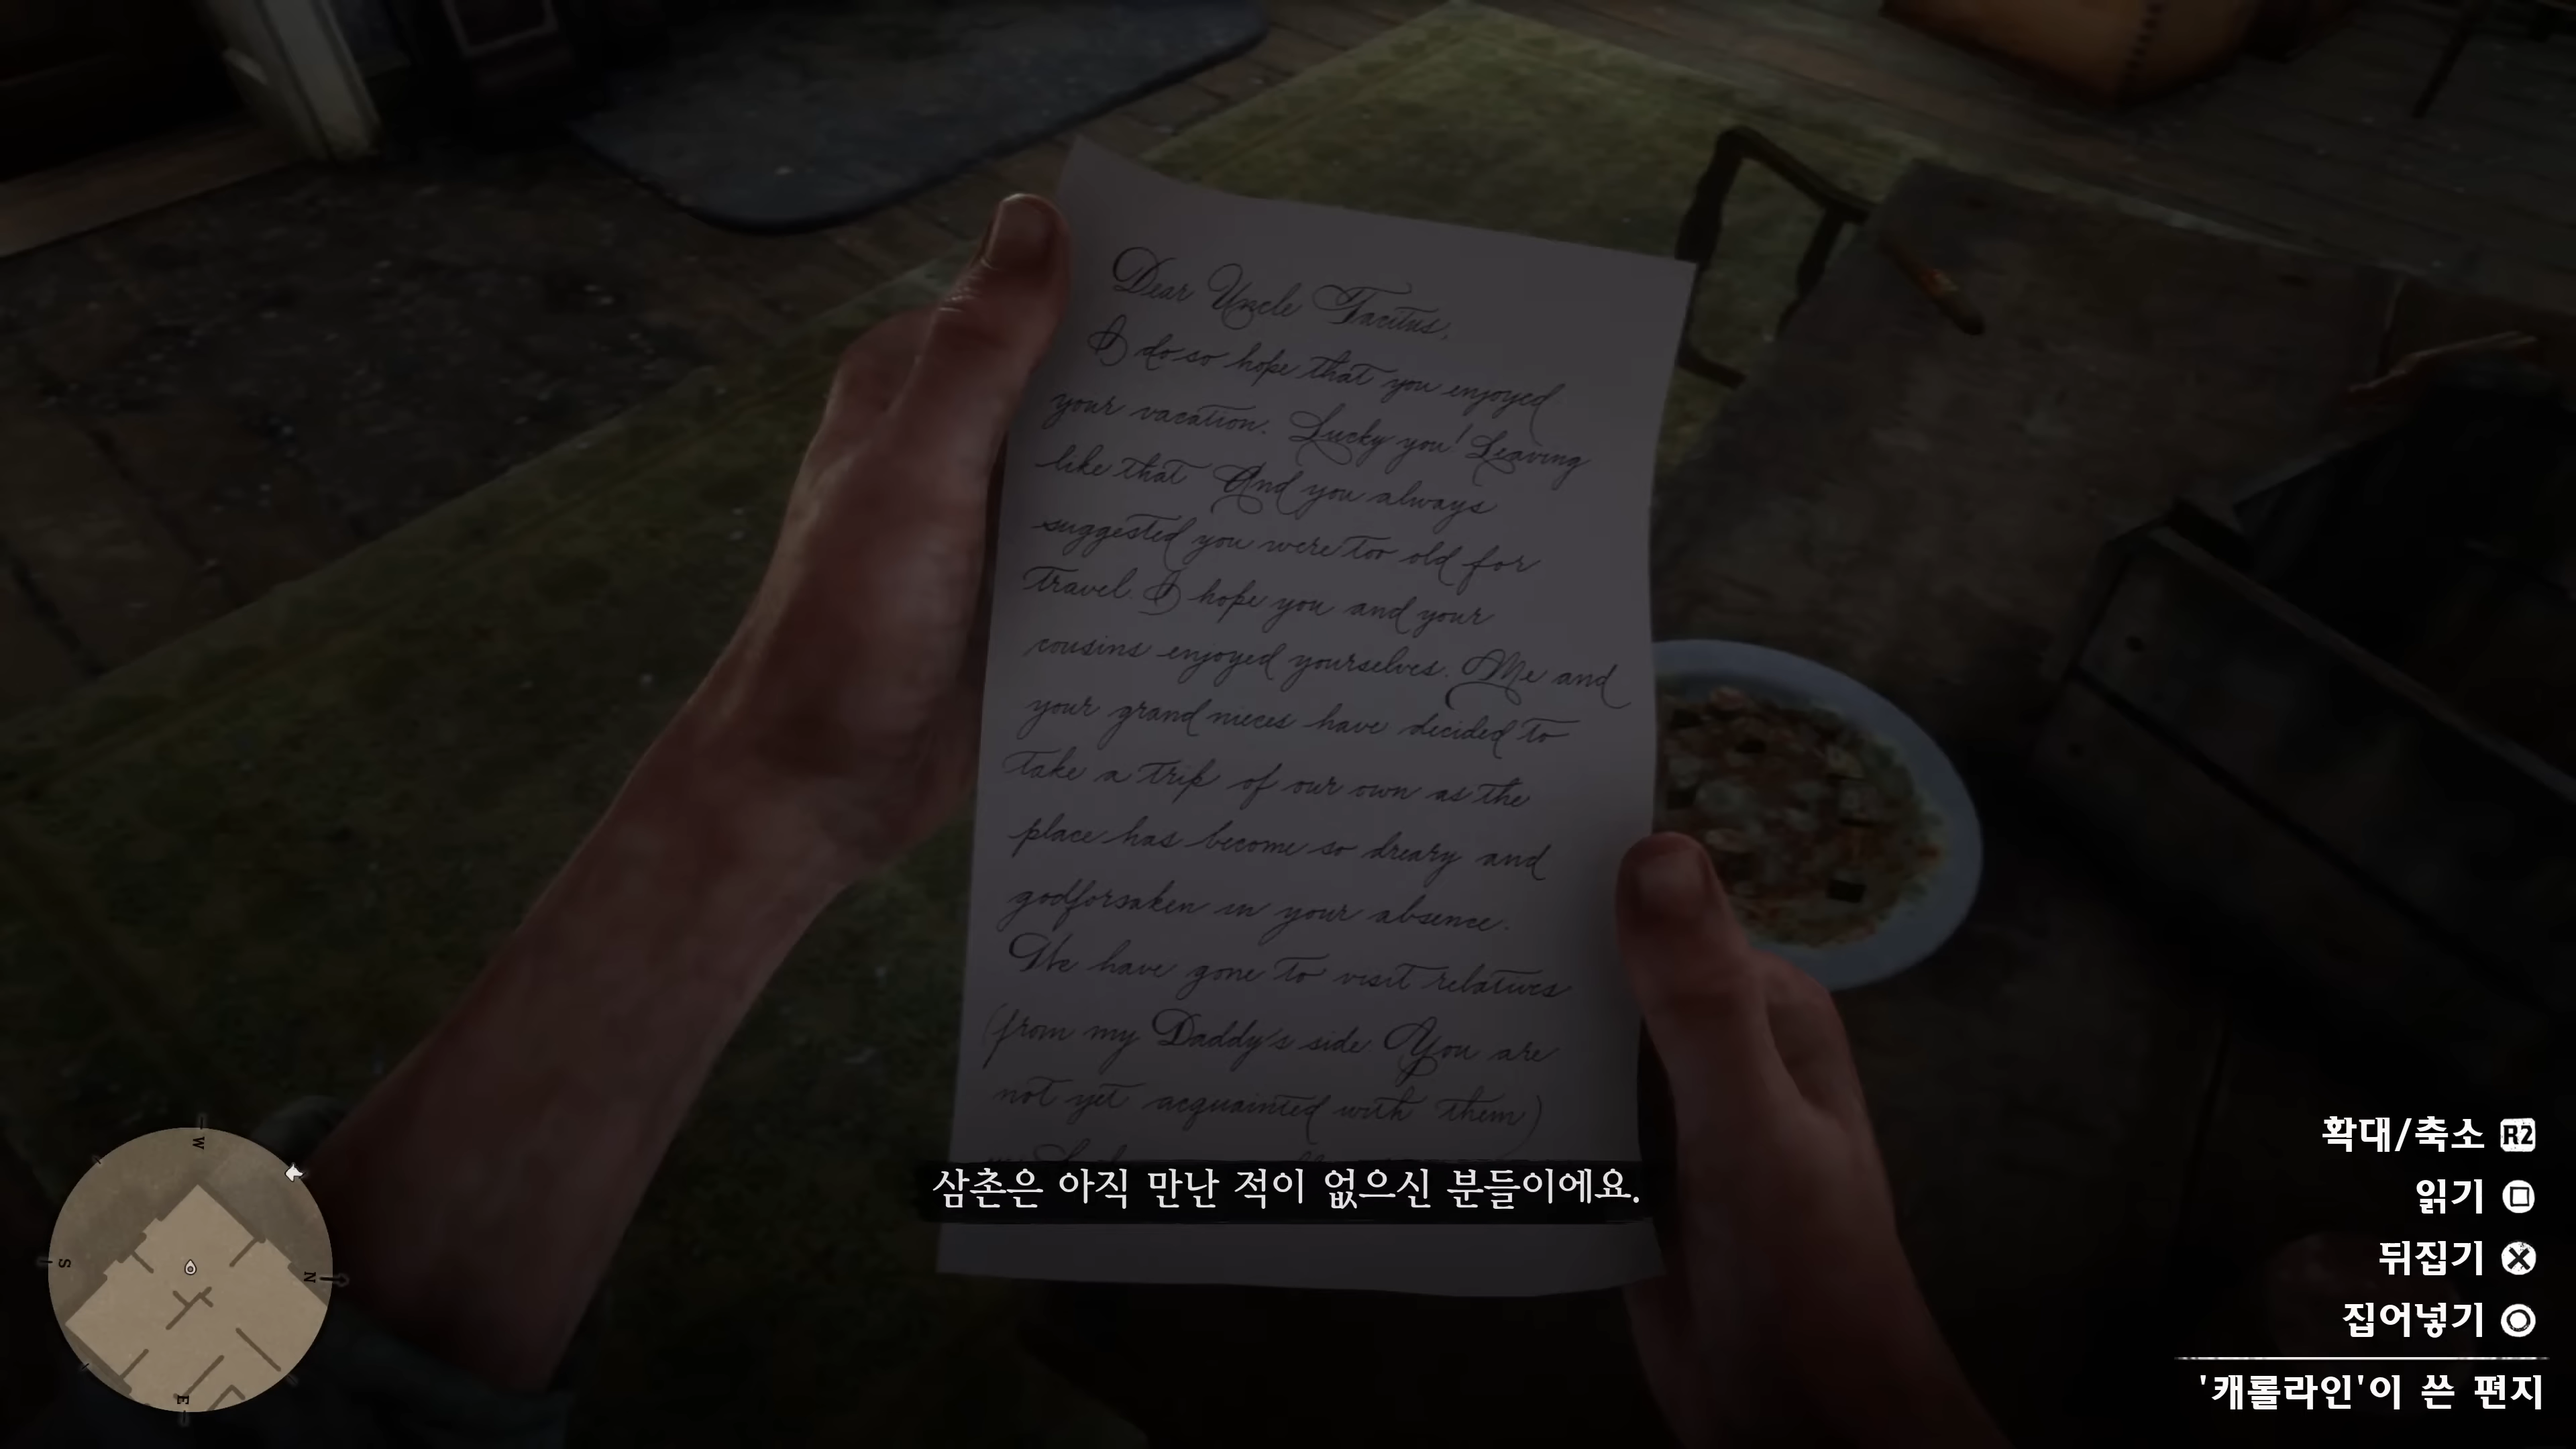 Dear Uncle Tacitus,
I do so hope that you enjoyed
your vacation. Lucky you! Leaving
like that And you always
suggested you were too old for
travel. I hope you and your
cousins enjoyed yourselves. Me and
your grand nieces have decided to
take a trip of our own as the
place has become so dreary and
godforsaken in your absence.
We have gone to visit relatives
(from my Daddy's side. You are
not yet acquainted with them)
삼촌은 아직 만난 적이 없으신 분들이에요.
W
S
N
E
확대/축소 R2
읽기
뒤집기
집어넣기
'캐롤라인'이 쓴 편지